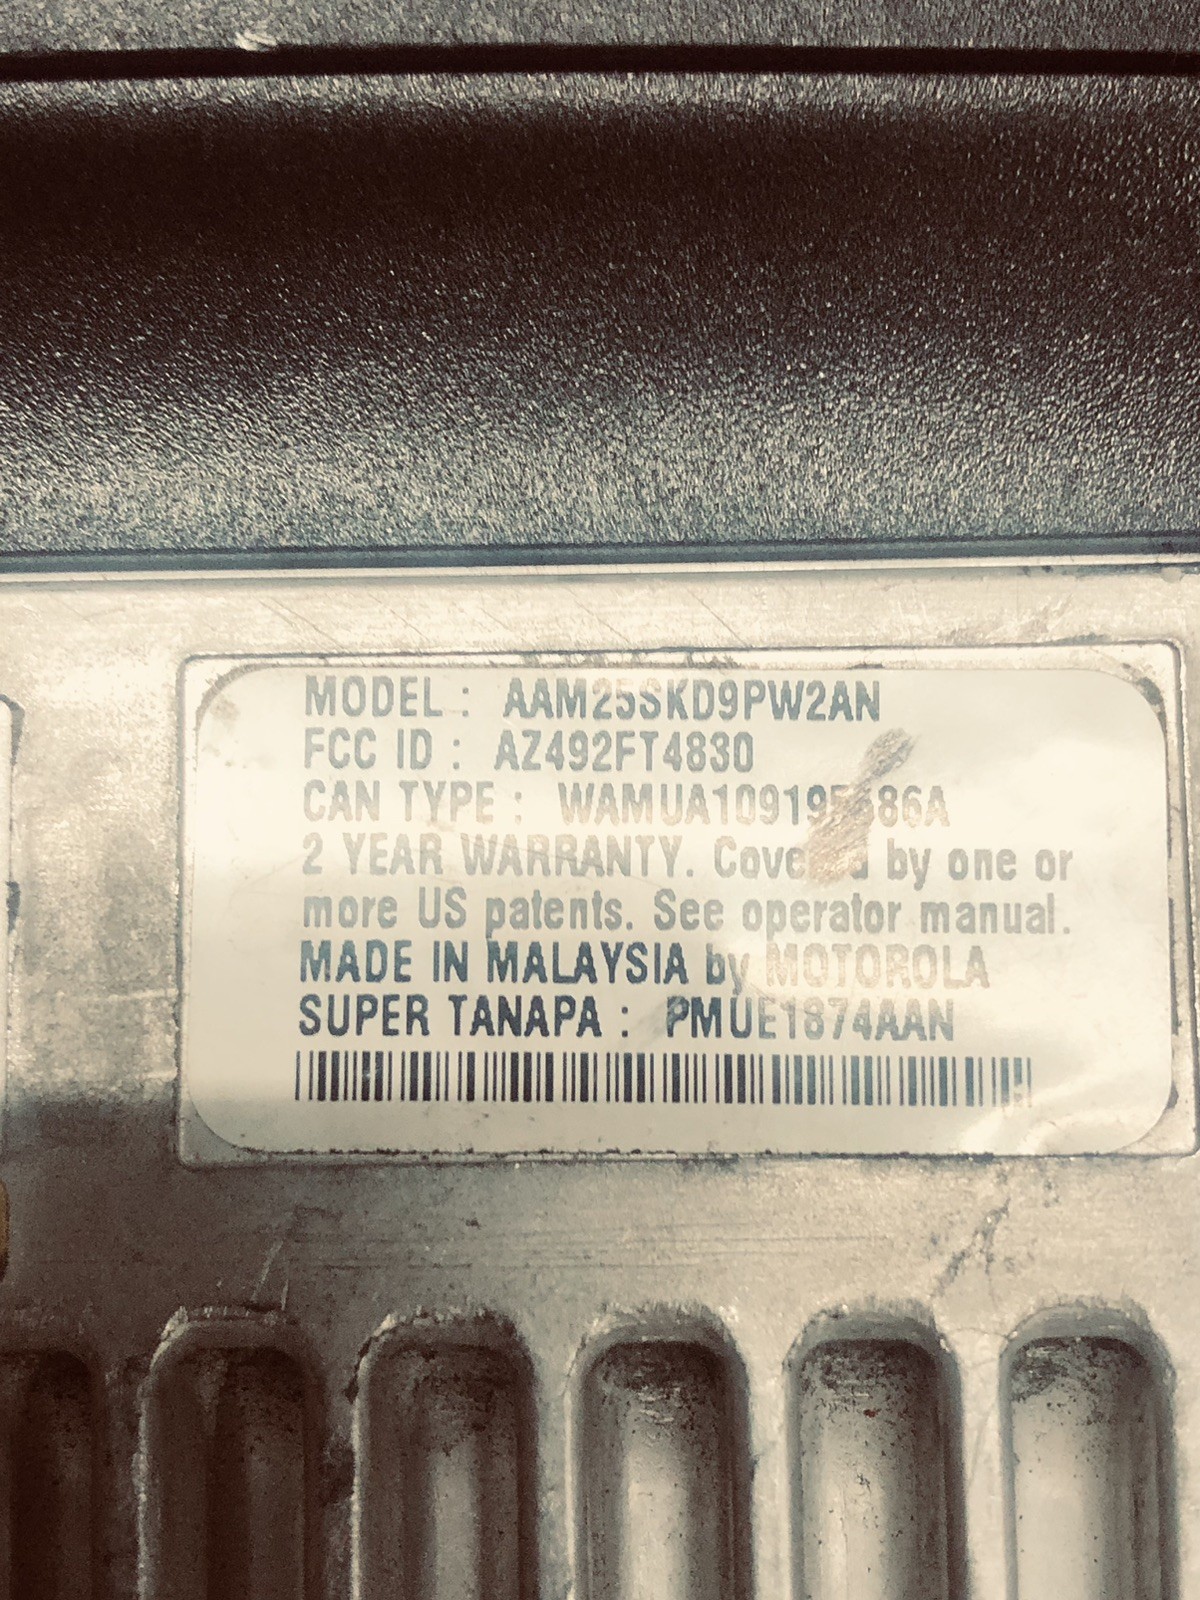 MODEL : AAM25SKD9PW2AN
FCC ID : AZ492FT4830
CAN TYPE :
2 YEAR WARRANTY. by one or
more US patents. See operator manual.
MADE IN MALAYSIA by MOTOROLA
SUPER TANAPA : PMUE1874AAN